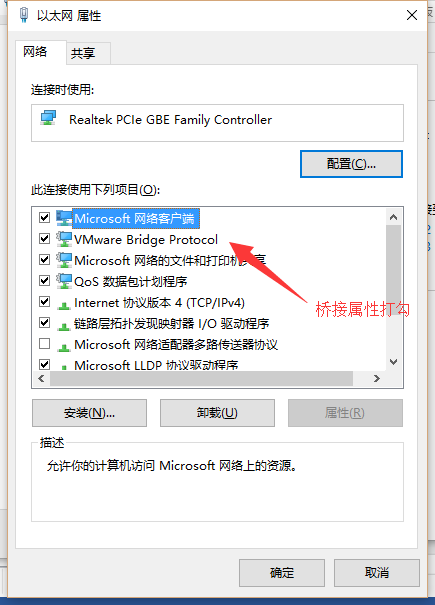 以太网 属性
网络
共享
连接时使用:
Realtek PCIe GBE Family Controller
配置(C)...
此连接使用下列项目(O):
Microsoft 网络客户端
VMware Bridge Protocol
Microsoft 网络的文件和打印机共享
QoS 数据包计划程序
Internet 协议版本 4 (TCP/IPv4)
链路层拓扑发现映射器 I/O 驱动程序
Microsoft 网络适配器多路传送器协议
Microsoft LLDP 协议驱动程序
桥接属性打勾
安装(N)...
卸载(U)
属性(R)
描述
允许你的计算机访问 Microsoft 网络上的资源。
确定
取消